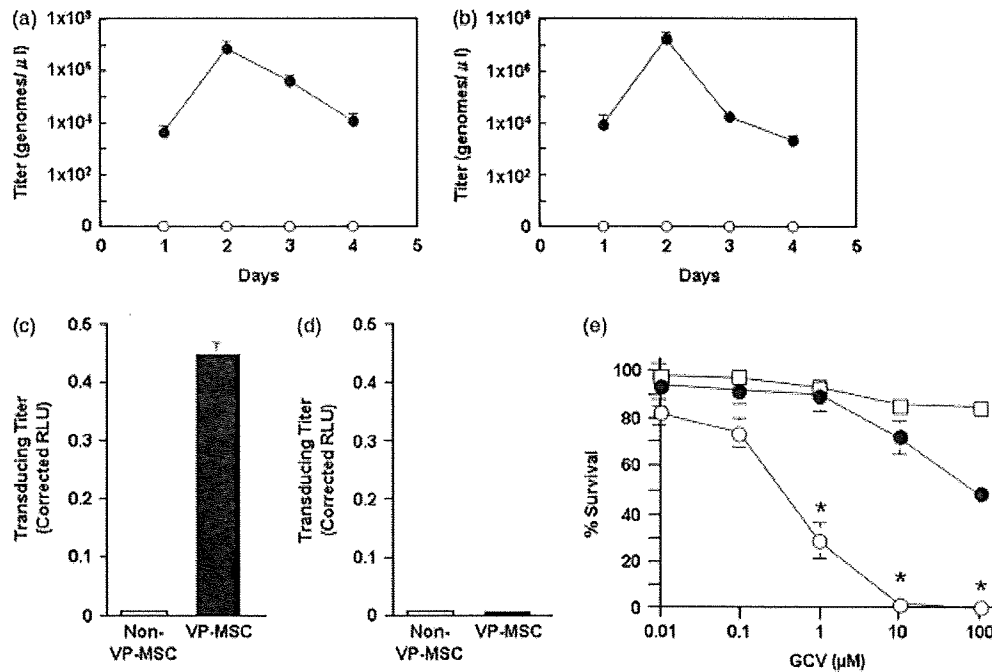 (a)
1x10⁸
1x10⁶
1x10⁴
1x10²
0
Titer (genomes/μl)
0 1 2 3 4 5
Days
(b)
1x10⁸
1x10⁶
1x10⁴
1x10²
0
Titer (genomes/μl)
0 1 2 3 4 5
Days
(c)
0.5
0.4
0.3
0.2
0.1
0
Transducing Titer
(Corrected RLU)
Non-
VP-MSC
VP-MSC
(d)
0.5
0.4
0.3
0.2
0.1
0
Transducing Titer
(Corrected RLU)
Non-
VP-MSC
VP-MSC
(e)
100
80
60
40
20
0
% Survival
* * *
0.01 0.1 1 10 100
GCV (μM)